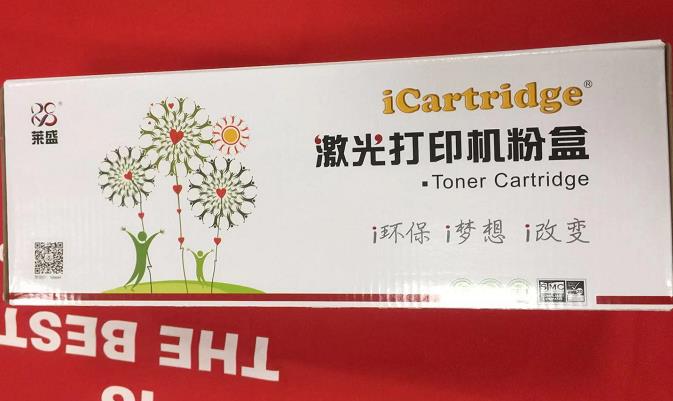 iCartridge®
莱盛®
激光打印机粉盒
Toner Cartridge
i环保 i梦想 i改变
STMC
THE BEST